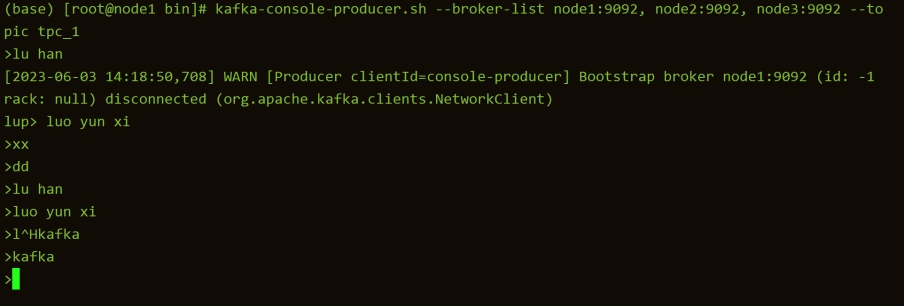 (base) [root@node1 bin]# kafka-console-producer.sh --broker-list node1:9092, node2:9092, node3:9092 --to
pic tpc_1
>lu han
[2023-06-03 14:18:50,708] WARN [Producer clientId=console-producer] Bootstrap broker node1:9092 (id: -1
rack: null) disconnected (org.apache.kafka.clients.NetworkClient)
lup> luo yun xi
>xx
>dd
>lu han
>luo yun xi
>l^Hkafka
>kafka
>